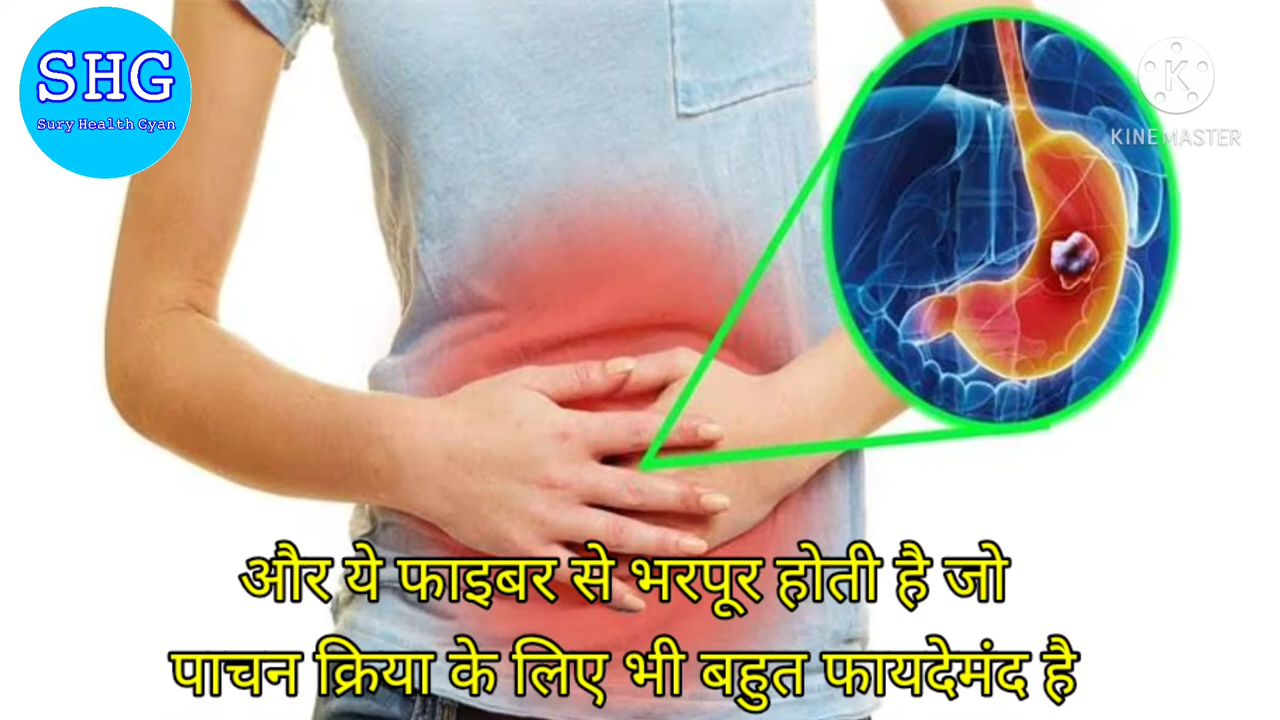 SHG
Sury Health Gyan
K
KINEMASTER
और ये फाइबर से भरपूर होती है जो
पाचन क्रिया के लिए भी बहुत फायदेमंद है